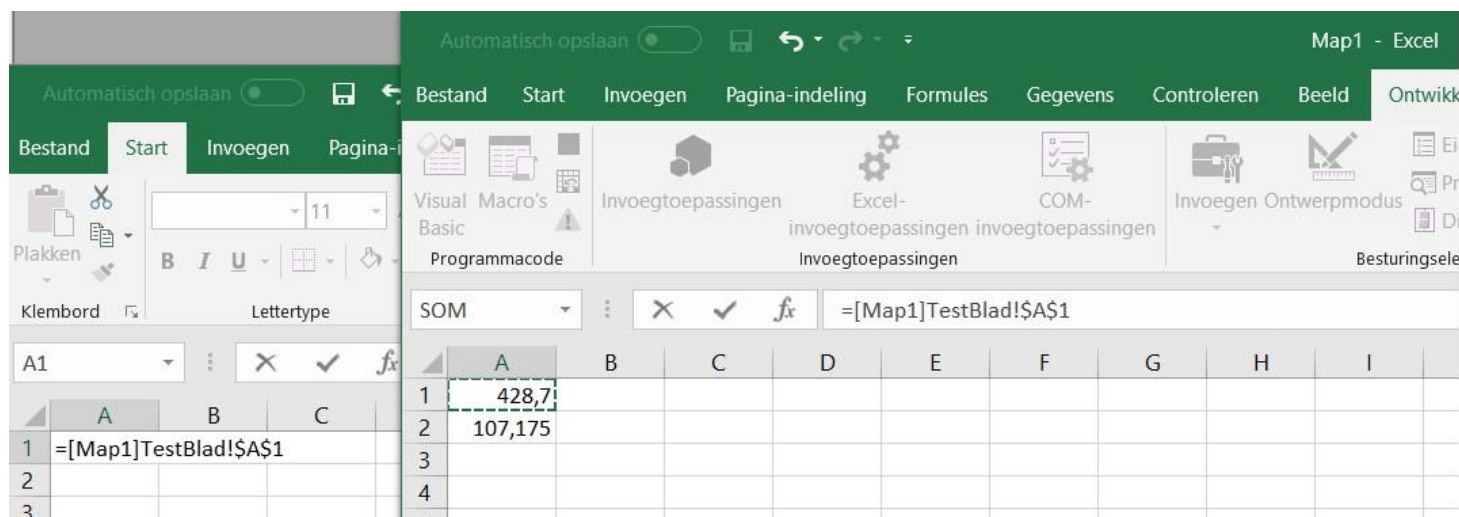 Automatisch opslaan
Map1 - Excel
Automatisch opslaan
Bestand Start Invoegen Pagina-indeling Formules Gegevens Controleren Beeld Ontwikk
Bestand Start Invoegen Pagina-i
Visual Basic
Macro's
Invoegtoepassingen
Excel-
invoegtoepassingen
COM-
invoegtoepassingen
Invoegen
Ontwerpmodus
Ei
Pr
Programmacode
Invoegtoepassingen
Besturingsele
11
Plakken
B I U
Klembord
Lettertype
SOM
fx
=[Map1]TestBlad!$A$1
A1
fx
A B C D E F G H I
1 428,7
2 107,175
3
4
A B C
1 =[Map1]TestBlad!$A$1
2
3